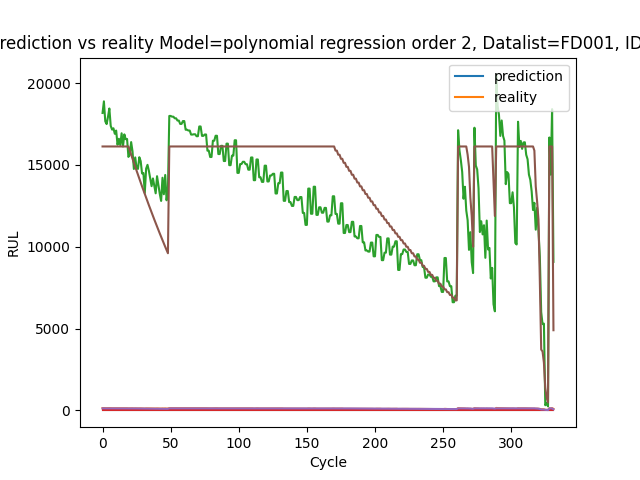 rediction vs reality Model=polynomial regression order 2, Datalist=FD001, ID
prediction
reality
20000
15000
10000
5000
0
RUL
0 50 100 150 200 250 300
Cycle